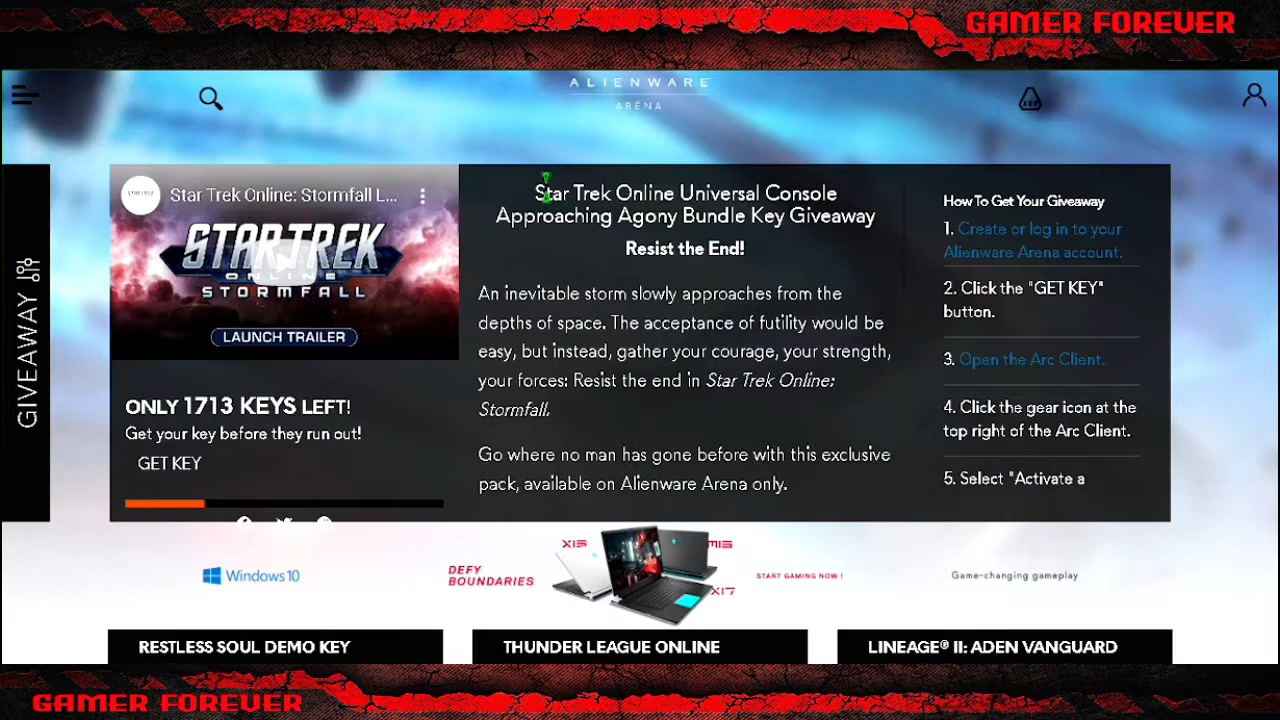 GAMER FOREVER
ALIENWARE
ARENA
GIVEAWAY
Star Trek Online: Stormfall L...
STAR TREK
ONLINE
STORMFALL
LAUNCH TRAILER
ONLY 1713 KEYS LEFT!
Get your key before they run out!
GET KEY
Star Trek Online Universal Console
Approaching Agony Bundle Key Giveaway
Resist the End!
An inevitable storm slowly approaches from the
depths of space. The acceptance of futility would be
easy, but instead, gather your courage, your strength,
your forces: Resist the end in Star Trek Online:
Stormfall.
Go where no man has gone before with this exclusive
pack, available on Alienware Arena only.
How To Get Your Giveaway
1. Create or log in to your
Alienware Arena account.
2. Click the "GET KEY"
button.
3. Open the Arc Client.
4. Click the gear icon at the
top right of the Arc Client.
5. Select "Activate a
Windows 10
DEFY
BOUNDARIES
X15
M15
X17
START GAMING NOW !
Game-changing gameplay
RESTLESS SOUL DEMO KEY
THUNDER LEAGUE ONLINE
LINEAGE® II: ADEN VANGUARD
GAMER FOREVER